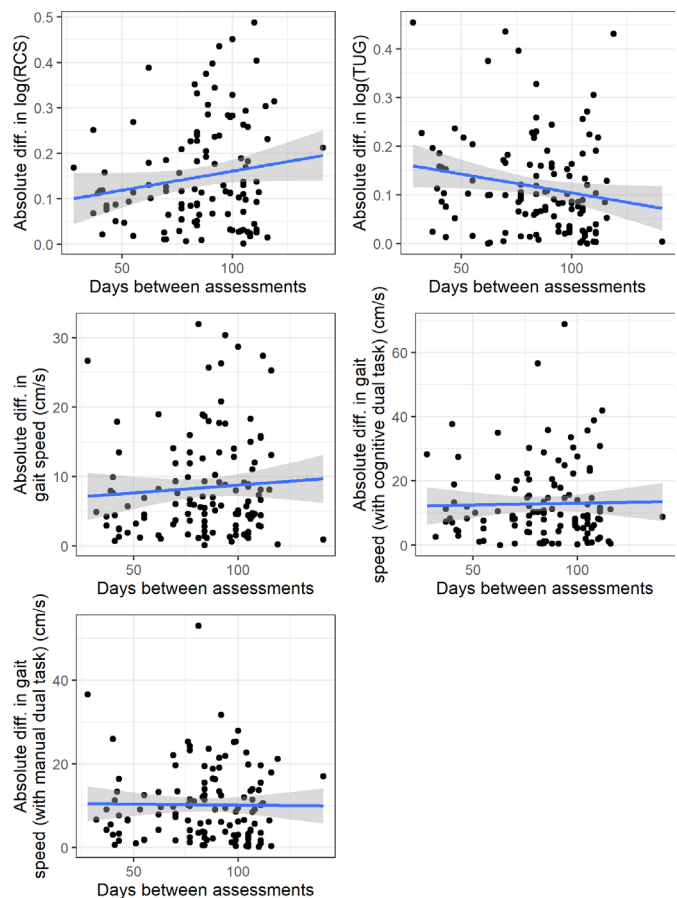 Absolute diff. in log(RCS)
0.5
0.4
0.3
0.2
0.1
0.0
50 100
Days between assessments
Absolute diff. in log(TUG)
0.4
0.3
0.2
0.1
0.0
50 100
Days between assessments
Absolute diff. in
gait speed (cm/s)
30
20
10
0
50 100
Days between assessments
Absolute diff. in gait
speed (with cognitive dual task) (cm/s)
60
40
20
0
50 100
Days between assessments
Absolute diff. in gait
speed (with manual dual task) (cm/s)
40
20
0
50 100
Days between assessments